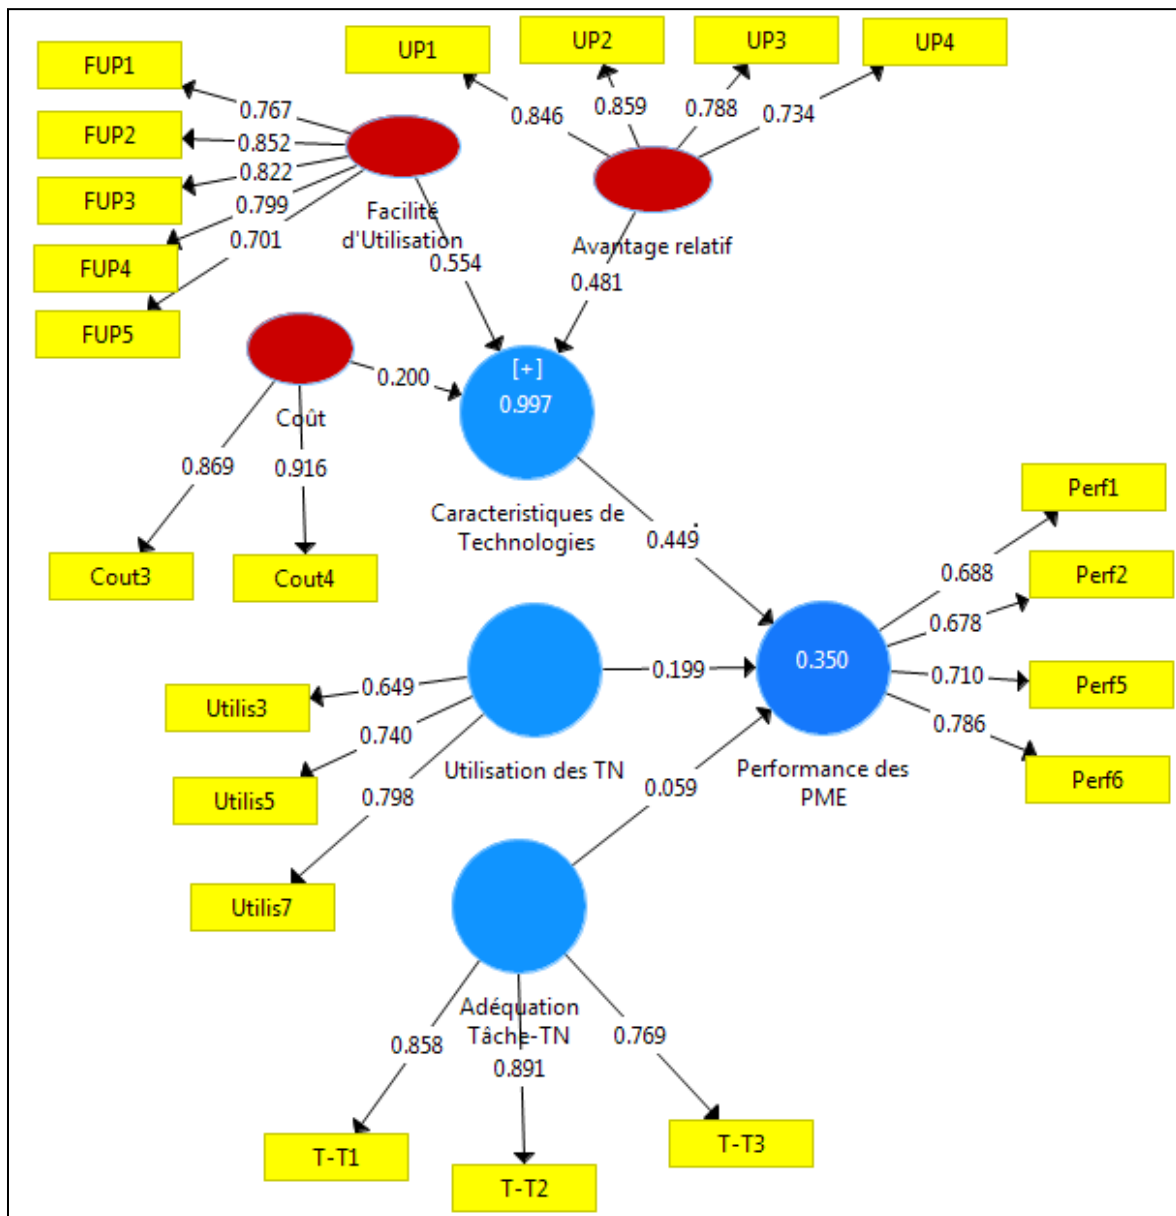 UP1
UP2
UP3
UP4
FUP1
FUP2
FUP3
FUP4
FUP5
0.767
0.852
0.822
0.799
0.701
0.846
0.859
0.788
0.734
Facilité
d'Utilisation
Avantage relatif
0.554
0.481
Coût
0.200
[+]
0.997
0.869
0.916
Cout3
Cout4
Caracteristiques de
Technologies
0.449
Perf1
Perf2
Perf5
Perf6
0.688
0.678
0.710
0.786
0.350
Performance des
PME
0.199
Utilisation des TN
0.649
0.740
0.798
Utilis3
Utilis5
Utilis7
0.059
Adéquation
Tâche-TN
0.858
0.891
0.769
T-T1
T-T2
T-T3